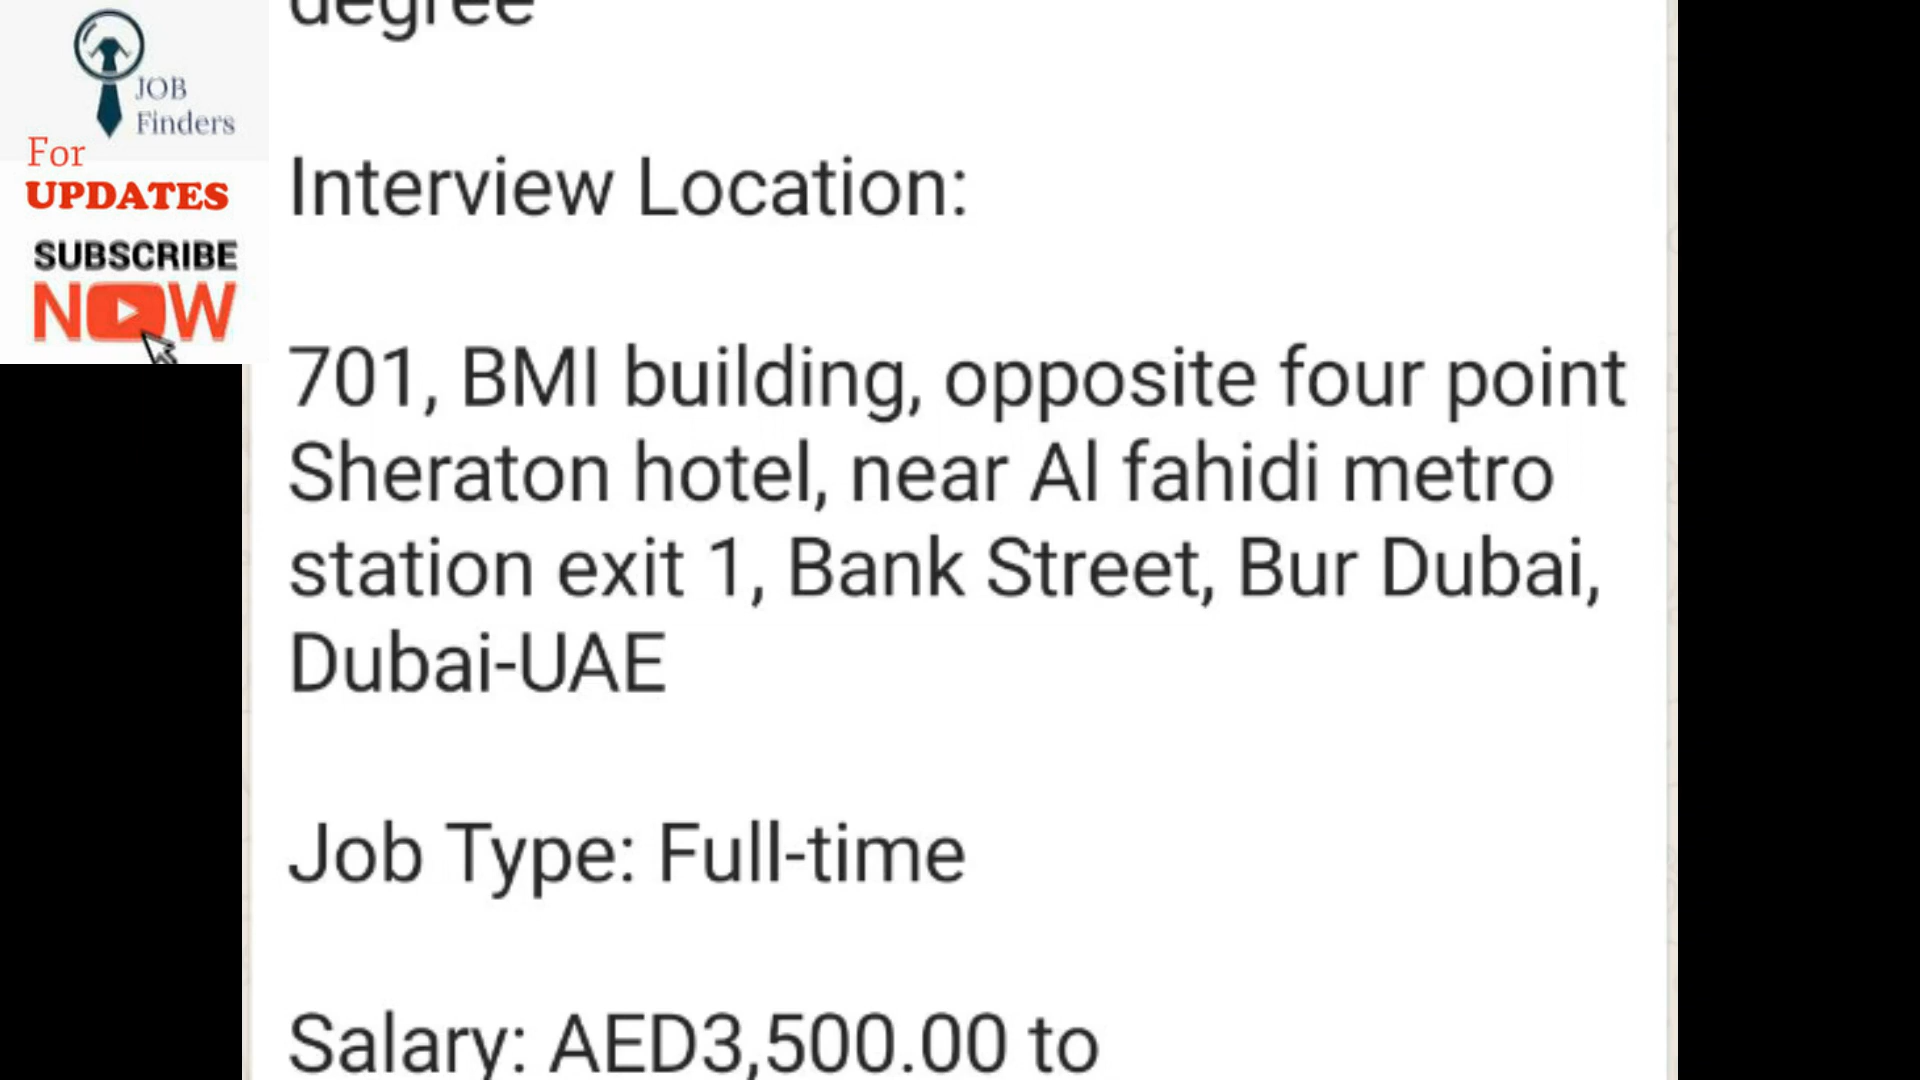 JOB
Finders
For
UPDATES
SUBSCRIBE
NOW
degree
Interview Location:
701, BMI building, opposite four point
Sheraton hotel, near Al fahidi metro
station exit 1, Bank Street, Bur Dubai,
Dubai-UAE
Job Type: Full-time
Salary: AED3,500.00 to